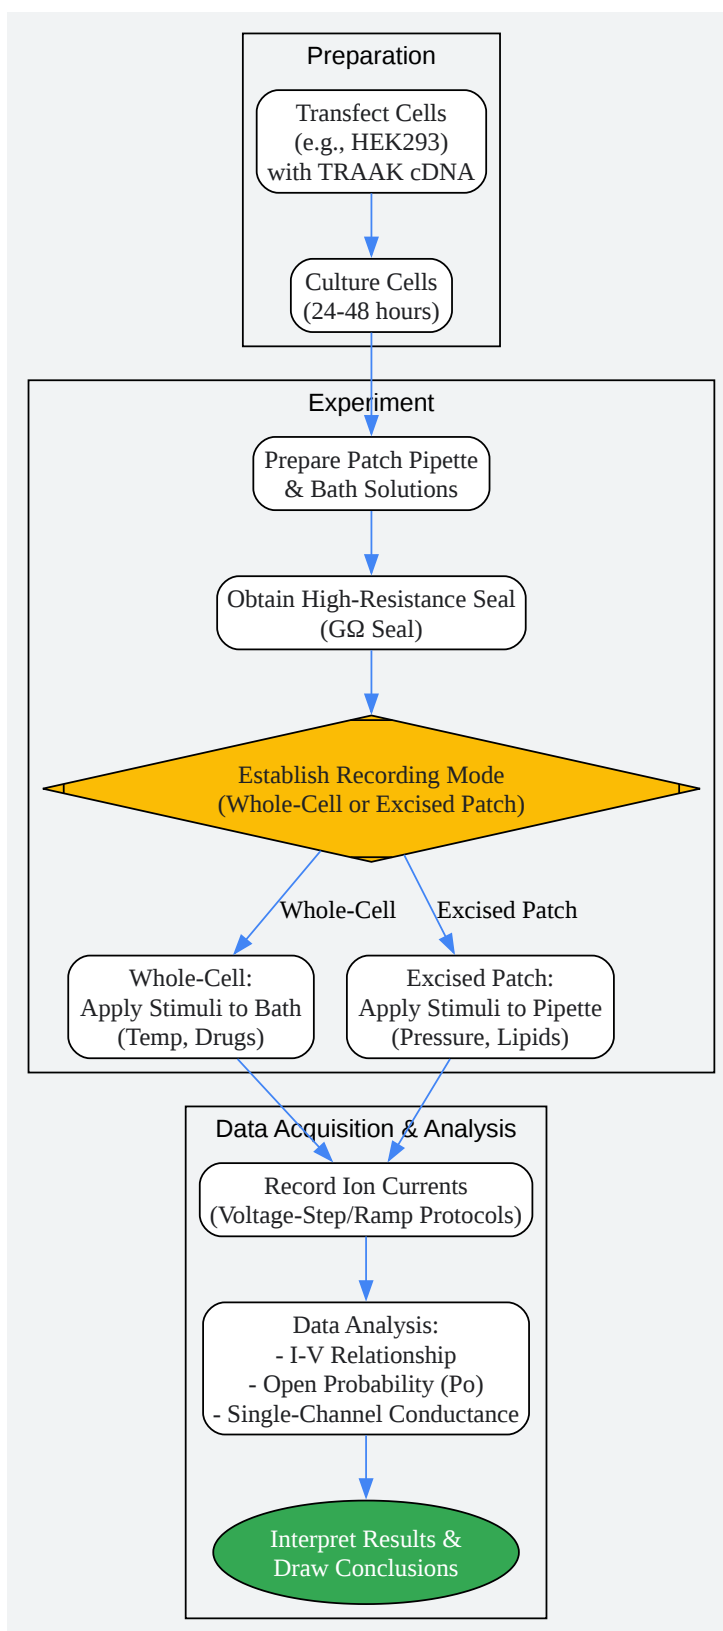 Preparation
Transfect Cells
(e.g., HEK293)
with TRAAK cDNA
Culture Cells
(24-48 hours)
Experiment
Prepare Patch Pipette
& Bath Solutions
Obtain High-Resistance Seal
(GΩ Seal)
Establish Recording Mode
(Whole-Cell or Excised Patch)
Whole-Cell
Excised Patch
Whole-Cell:
Apply Stimuli to Bath
(Temp, Drugs)
Excised Patch:
Apply Stimuli to Pipette
(Pressure, Lipids)
Data Acquisition & Analysis
Record Ion Currents
(Voltage-Step/Ramp Protocols)
Data Analysis:
- I-V Relationship
- Open Probability (Po)
- Single-Channel Conductance
Interpret Results &
Draw Conclusions